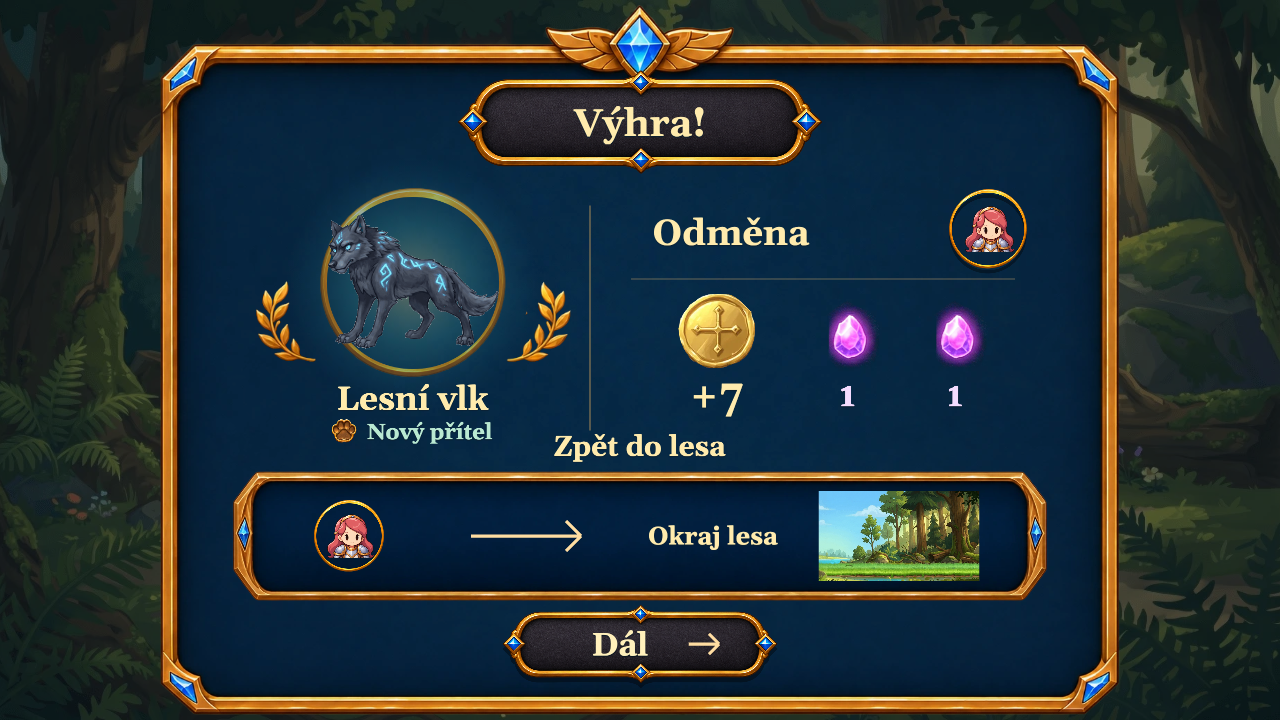 Výhra!
Lesní vlk
Nový přítel
Odměna
+7
1
1
Zpět do lesa
Okraj lesa
Dál